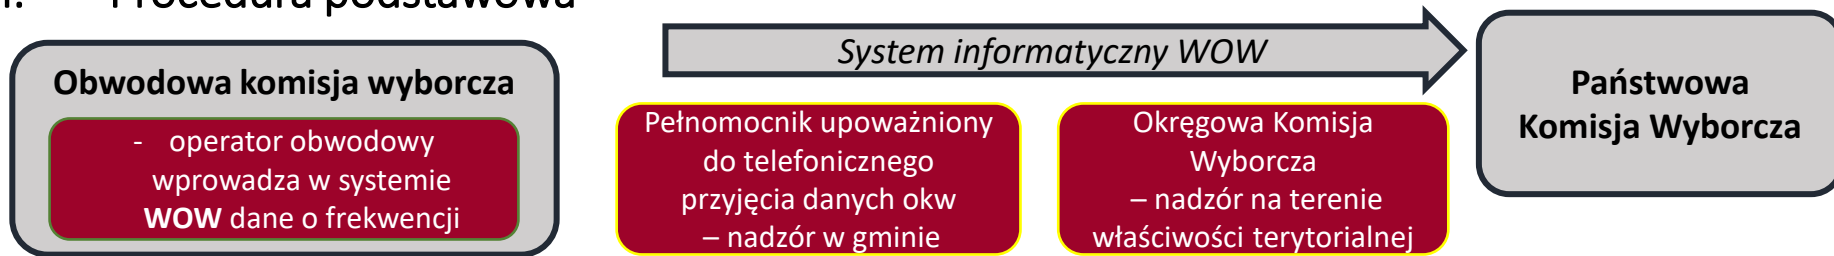 I. Procedura podstawowa
Obwodowa komisja wyborcza
- operator obwodowy
wprowadza w systemie
WOW dane o frekwencji
System informatyczny WOW
Pełnomocnik upoważniony
do telefonicznego
przyjęcia danych okw
– nadzór w gminie
Okręgowa Komisja
Wyborcza
– nadzór na terenie
właściwości terytorialnej
Państwowa
Komisja Wyborcza